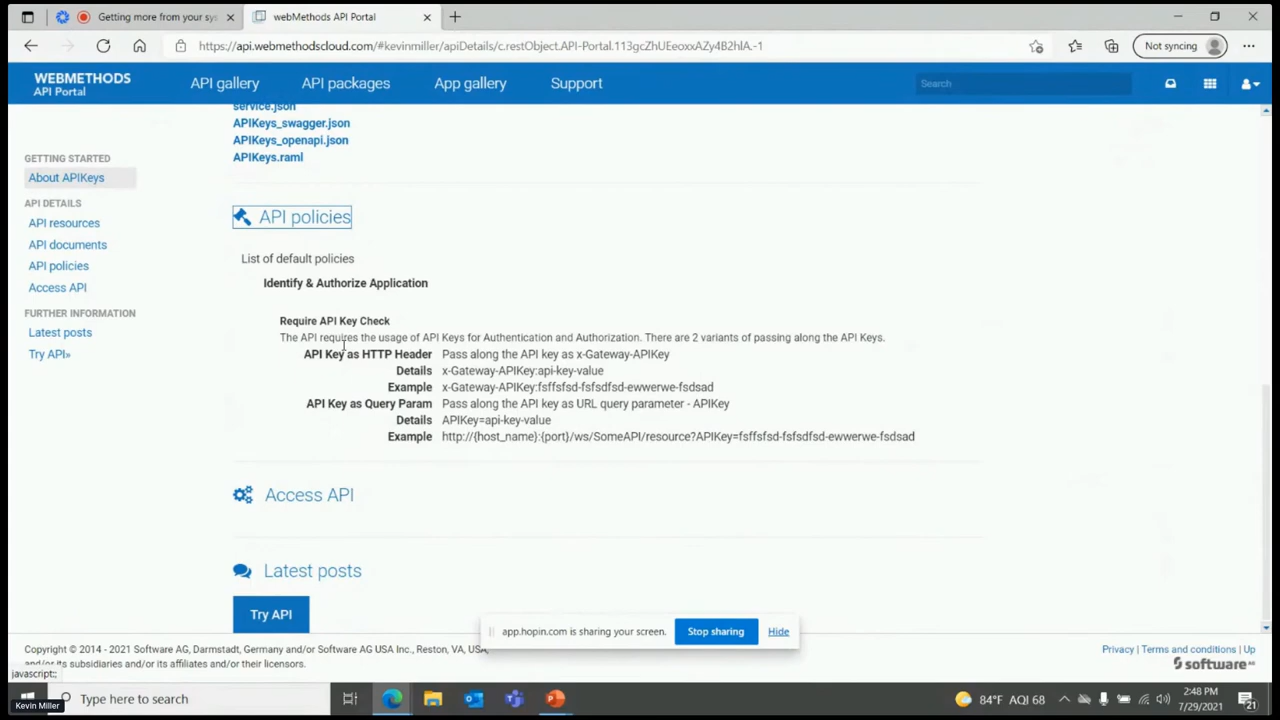 Getting more from your sys
webMethods API Portal
https://api.webmethodscloud.com/#kevinmiller/apiDetails/c.restObject.API-Portal.113gcZhUEeoxxAZy4B2hlA.-1
Not syncing
WEBMETHODS
API Portal
API gallery
API packages
App gallery
Support
Search
GETTING STARTED
About APIKeys
API DETAILS
API resources
API documents
API policies
Access API
FURTHER INFORMATION
Latest posts
Try API»
service.json
APIKeys_swagger.json
APIKeys_openapi.json
APIKeys.raml
API policies
List of default policies
Identify & Authorize Application
Require API Key Check
The API requires the usage of API Keys for Authentication and Authorization. There are 2 variants of passing along the API Keys.
API Key as HTTP Header Pass along the API key as x-Gateway-APIKey
Details x-Gateway-APIKey:api-key-value
Example x-Gateway-APIKey:fsffsfsd-fsfsdfsd-ewwerwe-fsdsad
API Key as Query Param Pass along the API key as URL query parameter - APIKey
Details APIKey=api-key-value
Example http://{host_name}:{port}/ws/SomeAPI/resource?APIKey=fsffsfsd-fsfsdfsd-ewwerwe-fsdsad
Access API
Latest posts
Try API
app.hopin.com is sharing your screen.
Stop sharing
Hide
Copyright © 2014 - 2021 Software AG, Darmstadt, Germany and/or Software AG USA Inc., Reston, VA, USA,
and/or its subsidiaries and/or its affiliates and/or their licensors.
Privacy | Terms and conditions | Up
software AG
javascript:;
Type here to search
84°F AQI 68
2:48 PM
7/29/2021
21
Kevin Miller